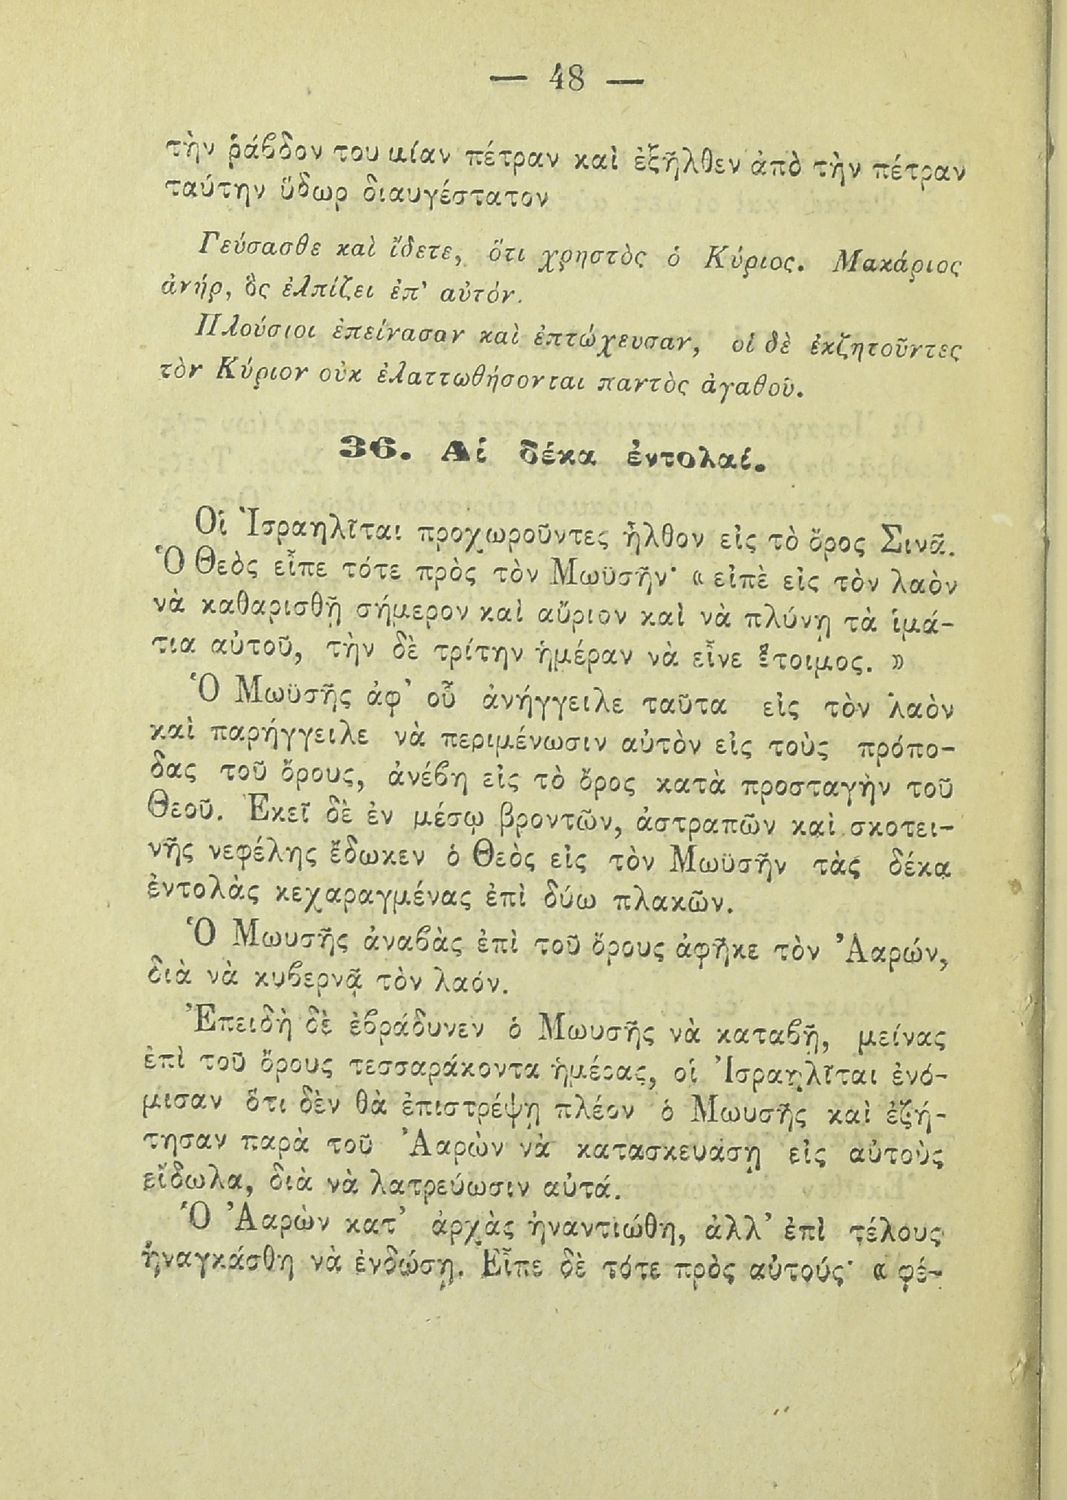 — 48 —
τὴν ῥάβδον του μίαν πέτραν καὶ ἐξῆλθεν ἀπὸ τὴν πέτραν
ταύτην ὕδωρ διαυγέστατον
Γεύσασθε καὶ ἴδετε, ὅτι χρηστὸς ὁ Κύριος. Μακάριος
ἀνήρ, ὃς ἐλπίζει ἐπ' αὐτόν.
Πλούσιοι ἐπείνασαν καὶ ἐπτώχευσαν, οἱ δὲ ἐκζητοῦντες
τὸν Κύριον οὐκ ἐλαττωθήσονται παντὸς ἀγαθοῦ.
36. Αἱ δέκα ἐντολαί.
Οἱ Ἰσραηλῖται προχωροῦντες ἦλθον εἰς τὸ ὄρος Σινᾶ.
Ὁ Θεὸς εἶπε τότε πρὸς τὸν Μωϋσῆν· « εἰπὲ εἰς τὸν λαὸν
νὰ καθαρισθῇ σήμερον καὶ αὔριον καὶ νὰ πλύνῃ τὰ ἱμά-
τια αὐτοῦ, τὴν δὲ τρίτην ἡμέραν νὰ εἶνε ἕτοιμος. »
Ὁ Μωϋσῆς ἀφ' οὗ ἀνήγγειλε ταῦτα εἰς τὸν λαὸν
καὶ παρήγγειλε νὰ περιμένωσιν αὐτὸν εἰς τοὺς πρόπο-
δας τοῦ ὄρους, ἀνέβη εἰς τὸ ὄρος κατὰ προσταγὴν τοῦ
Θεοῦ. Ἐκεῖ δὲ ἐν μέσῳ βροντῶν, ἀστραπῶν καὶ σκοτει-
νῆς νεφέλης ἔδωκεν ὁ Θεὸς εἰς τὸν Μωϋσῆν τὰς δέκα
ἐντολὰς κεχαραγμένας ἐπὶ δύω πλακῶν.
Ὁ Μωυσῆς ἀναβὰς ἐπὶ τοῦ ὄρους ἀφῆκε τὸν Ἀαρών,
διὰ νὰ κυβερνᾷ τὸν λαόν.
Ἐπειδὴ δὲ ἐβράδυνεν ὁ Μωυσῆς νὰ καταβῇ, μείνας
ἐπὶ τοῦ ὄρους τεσσαράκοντα ἡμέρας, οἱ Ἰσραηλῖται ἐνό-
μισαν ὅτι δὲν θὰ ἐπιστρέψῃ πλέον ὁ Μωυσῆς καὶ ἐζή-
τησαν παρὰ τοῦ Ἀαρὼν νὰ κατασκευάσῃ εἰς αὐτοὺς
εἴδωλα, διὰ νὰ λατρεύωσιν αὐτά.
Ὁ Ἀαρὼν κατ' ἀρχὰς ἠναντιώθη, ἀλλ' ἐπὶ τέλους
ἠναγκάσθη νὰ ἐνδώσῃ. Εἶπε δὲ τότε πρὸς αὐτούς· « φέ-